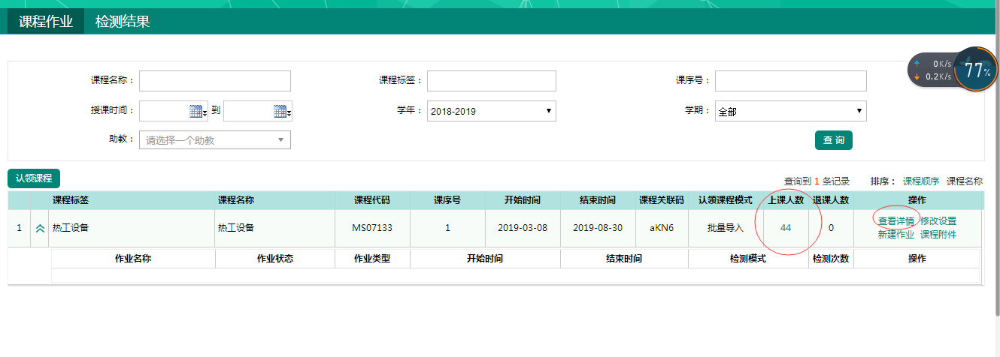 课程作业 检测结果
0K/s
0.2K/s
77%
课程名称： 课程标签： 课序号：
授课时间： 到 学年： 2018-2019 学期： 全部
助教： 请选择一个助教 查 询
认领课程 查询到 1 条记录 排序： 课程顺序 课程名称
课程标签 课程名称 课程代码 课序号 开始时间 结束时间 课程关联码 认领课程模式 上课人数 退课人数 操作
1 热工设备 热工设备 MS07133 1 2019-03-08 2019-08-30 aKN6 批量导入 44 0 查看详情 修改设置
新建作业 课程附件
作业名称 作业状态 作业类型 开始时间 结束时间 检测模式 检测次数 操作